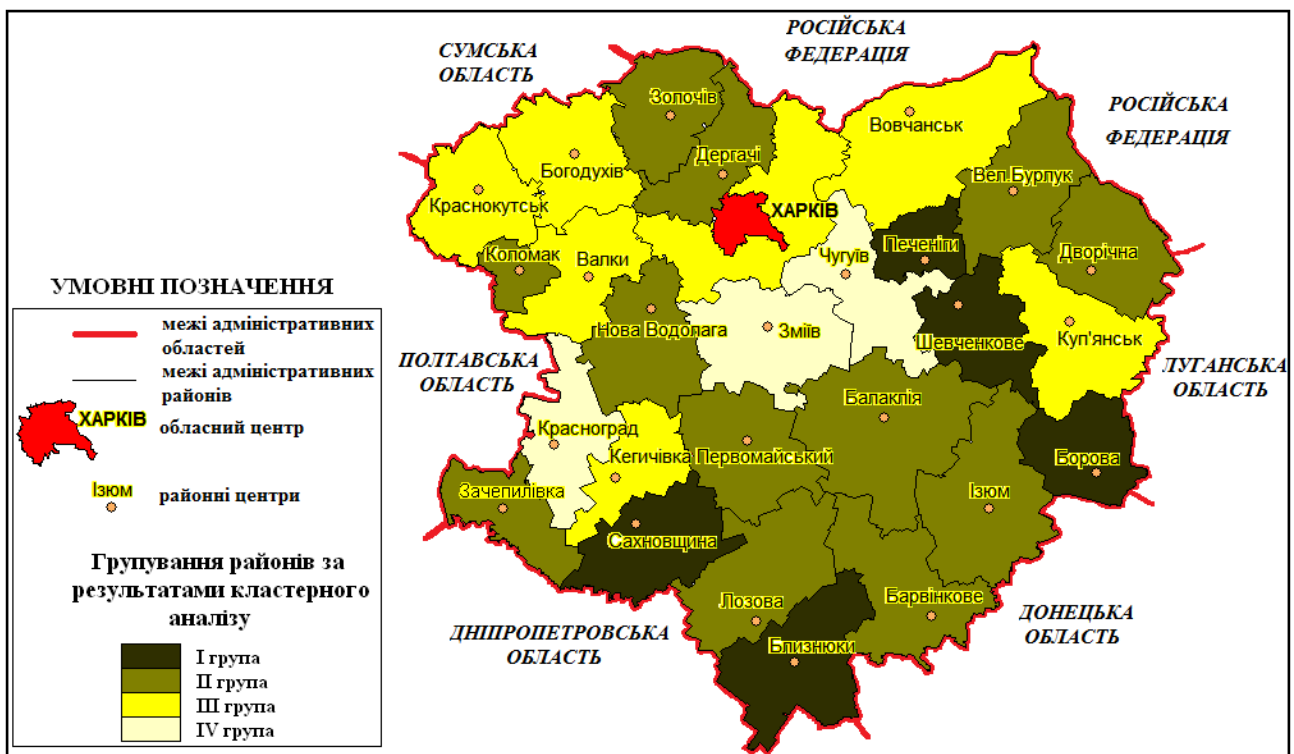 РОСІЙСЬКА
ФЕДЕРАЦІЯ
СУМСЬКА
ОБЛАСТЬ
РОСІЙСЬКА
ФЕДЕРАЦІЯ
Золочів
Вовчанськ
Дергачі
Богодухів
Вел.Бурлук
Краснокутськ
ХАРКІВ
Печеніги
Коломак
Валки
Чугуїв
Дворічна
Нова Водолага
Зміїв
Шевченкове
Куп'янськ
ПОЛТАВСЬКА
ОБЛАСТЬ
ЛУГАНСЬКА
ОБЛАСТЬ
Балаклія
Красноград
Кегичівка
Первомайський
Борова
Зачепилівка
Ізюм
Сахновщина
Лозова
Барвінкове
ДНІПРОПЕТРОВСЬКА
ОБЛАСТЬ
ДОНЕЦЬКА
ОБЛАСТЬ
Близнюки
УМОВНІ ПОЗНАЧЕННЯ
межі адміністративних
областей
межі адміністративних
районів
ХАРКІВ
обласний центр
Ізюм
районні центри
Групування районів за
результатами кластерного
аналізу
І група
ІІ група
ІІІ група
IV група